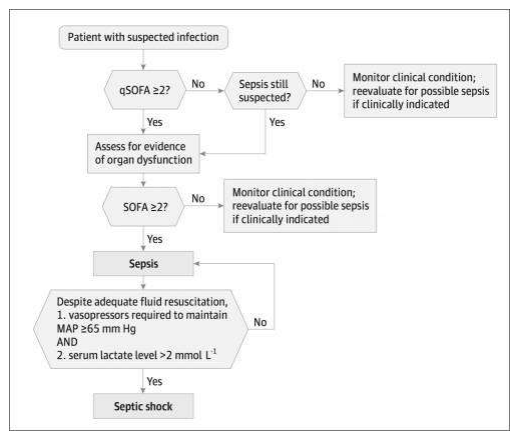 Patient with suspected infection
qSOFA ≥2?
No
Sepsis still
suspected?
No
Monitor clinical condition;
reevaluate for possible sepsis
if clinically indicated
Yes
Yes
Assess for evidence
of organ dysfunction
SOFA ≥2?
No
Monitor clinical condition;
reevaluate for possible sepsis
if clinically indicated
Yes
Sepsis
Despite adequate fluid resuscitation,
1. vasopressors required to maintain
MAP ≥65 mm Hg
AND
2. serum lactate level >2 mmol L⁻¹
No
Yes
Septic shock